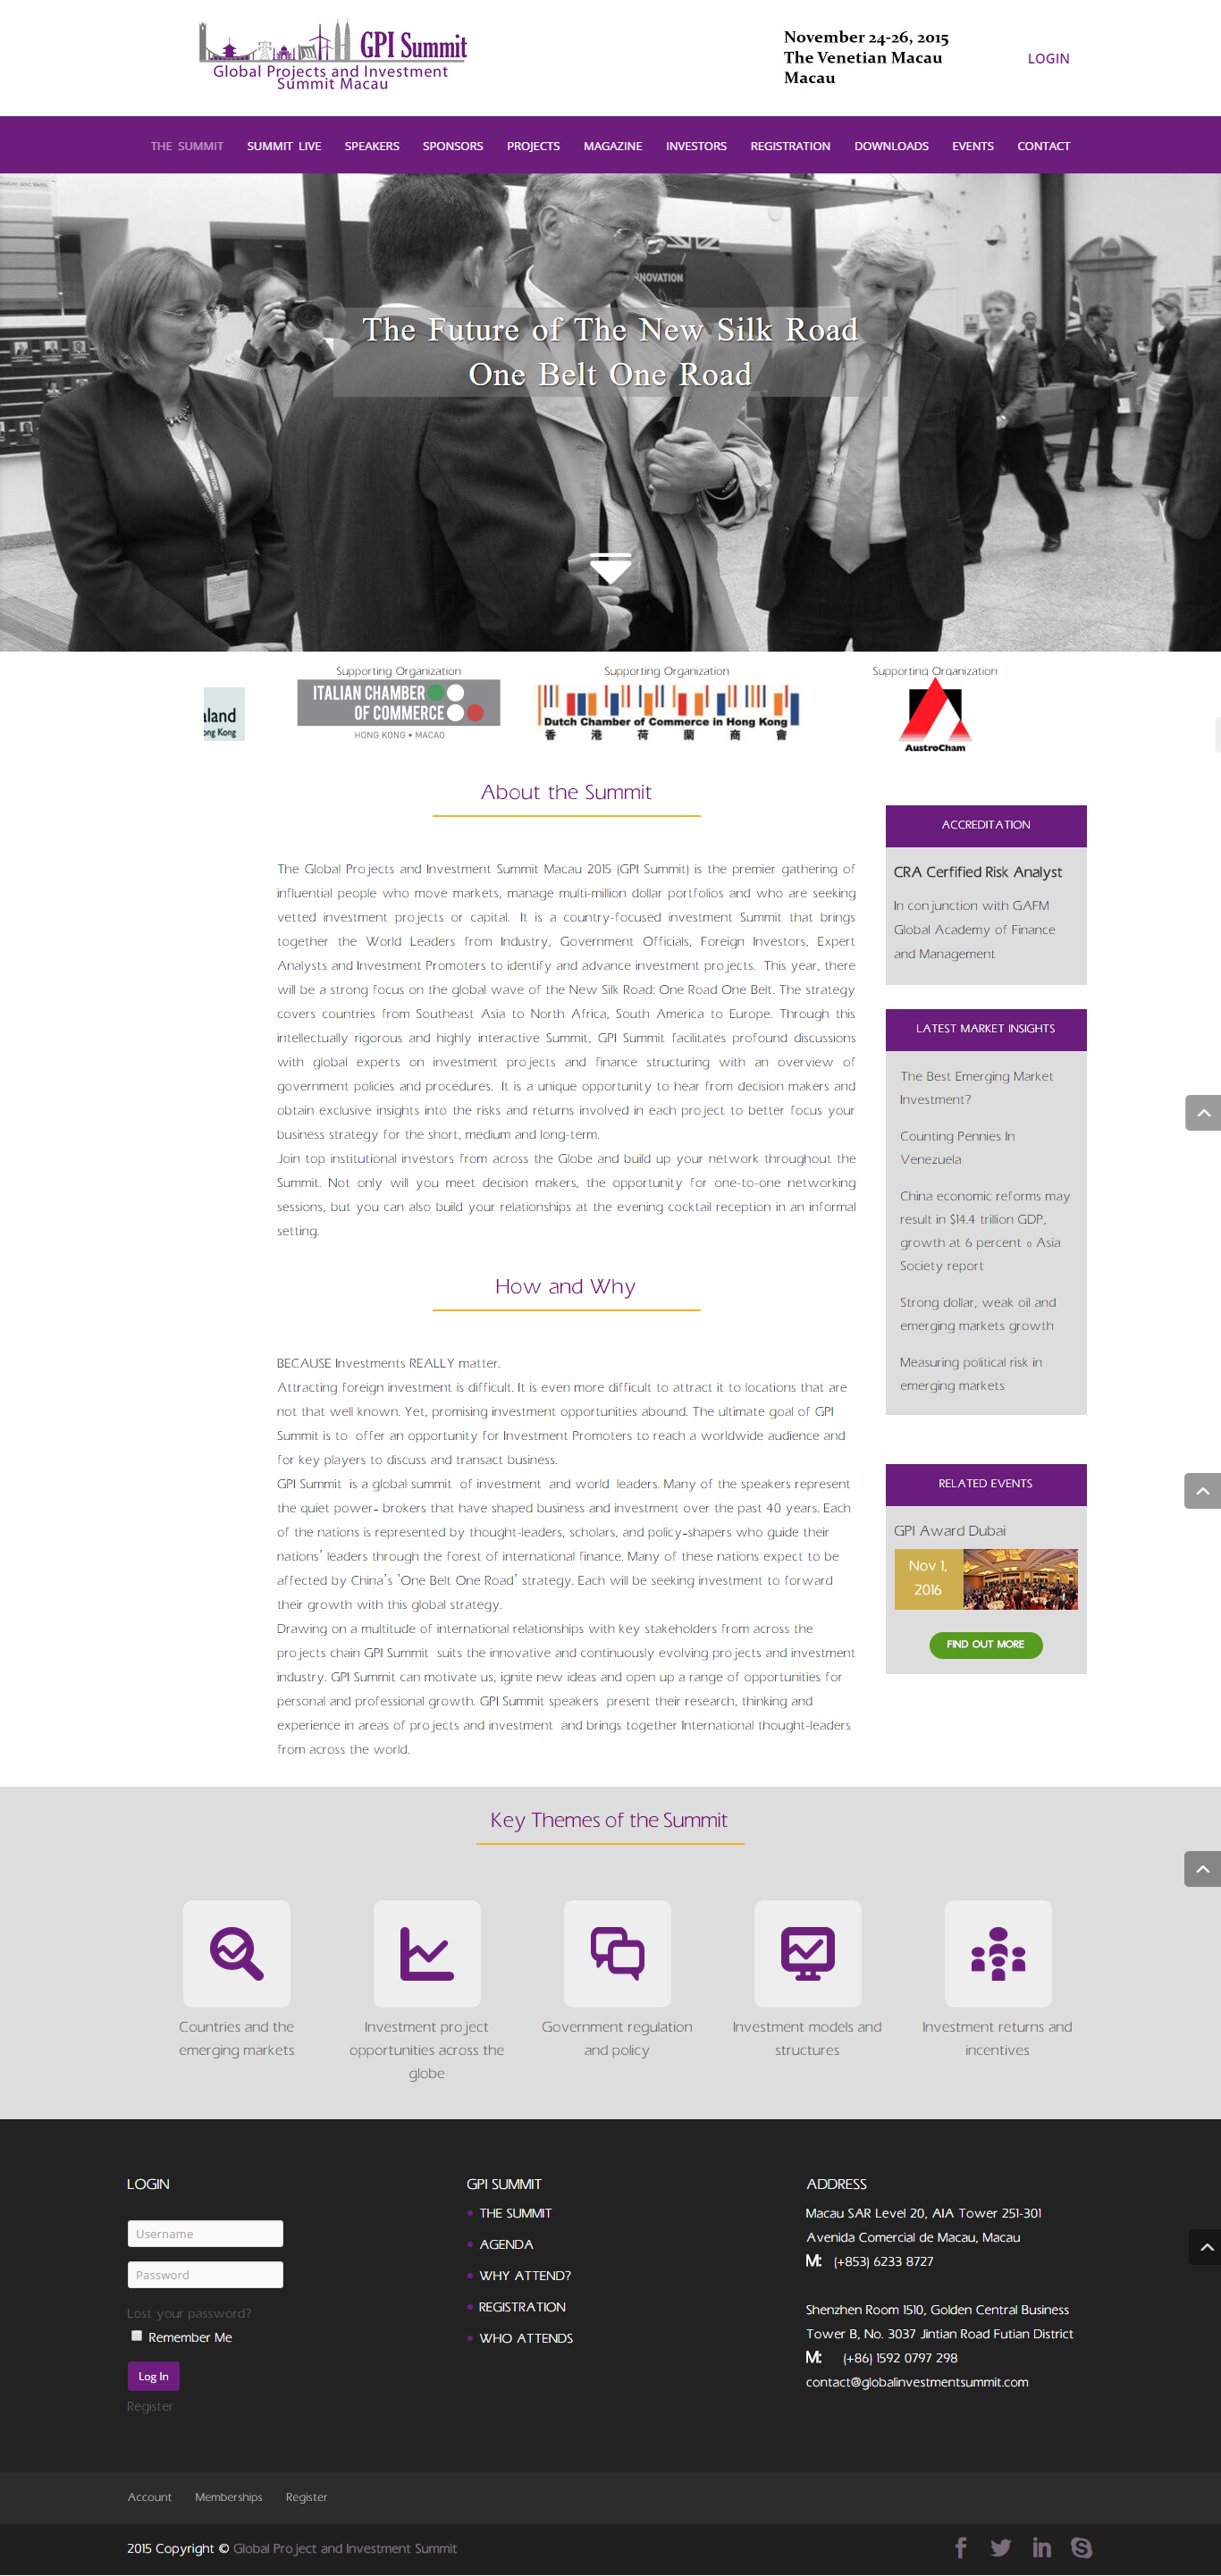 GPI Summit
Global Projects and Investment
Summit Macau
November 24-26, 2015
The Venetian Macau
Macau
LOGIN
THE SUMMIT SUMMIT LIVE SPEAKERS SPONSORS PROJECTS MAGAZINE INVESTORS REGISTRATION DOWNLOADS EVENTS CONTACT
INNOVATION
The Future of The New Silk Road
One Belt One Road
Supporting Organization Supporting Organization Supporting Organization
aland
ong Kong
ITALIAN CHAMBER
OF COMMERCE
HONG KONG • MACAO
Dutch Chamber of Commerce in Hong Kong
香港荷蘭商會
AustroCham
About the Summit
The Global Projects and Investment Summit Macau 2015 (GPI Summit) is the premier gathering of
influential people who move markets, manage multi-million dollar portfolios and who are seeking
vetted investment projects or capital. It is a country-focused investment Summit that brings
together the World Leaders from Industry, Government Officials, Foreign Investors, Expert
Analysts and Investment Promoters to identify and advance investment projects. This year, there
will be a strong focus on the global wave of the New Silk Road: One Road One Belt. The strategy
covers countries from Southeast Asia to North Africa, South America to Europe. Through this
intellectually rigorous and highly interactive Summit, GPI Summit facilitates profound discussions
with global experts on investment projects and finance structuring with an overview of
government policies and procedures. It is a unique opportunity to hear from decision makers and
obtain exclusive insights into the risks and returns involved in each project to better focus your
business strategy for the short, medium and long-term.
Join top institutional investors from across the Globe and build up your network throughout the
Summit. Not only will you meet decision makers, the opportunity for one-to-one networking
sessions, but you can also build your relationships at the evening cocktail reception in an informal
setting.
How and Why
BECAUSE Investments REALLY matter.
Attracting foreign investment is difficult. It is even more difficult to attract it to locations that are
not that well known. Yet, promising investment opportunities abound. The ultimate goal of GPI
Summit is to offer an opportunity for Investment Promoters to reach a worldwide audience and
for key players to discuss and transact business.
GPI Summit is a global summit of investment and world leaders. Many of the speakers represent
the quiet power- brokers that have shaped business and investment over the past 40 years. Each
of the nations is represented by thought-leaders, scholars, and policy-shapers who guide their
nations' leaders through the forest of international finance. Many of these nations expect to be
affected by China's 'One Belt One Road' strategy. Each will be seeking investment to forward
their growth with this global strategy.
Drawing on a multitude of international relationships with key stakeholders from across the
projects chain GPI Summit suits the innovative and continuously evolving projects and investment
industry. GPI Summit can motivate us, ignite new ideas and open up a range of opportunities for
personal and professional growth. GPI Summit speakers present their research, thinking and
experience in areas of projects and investment and brings together International thought-leaders
from across the world.
ACCREDITATION
CRA Cerfified Risk Analyst
In conjunction with GAFM
Global Academy of Finance
and Management
LATEST MARKET INSIGHTS
The Best Emerging Market
Investment?
Counting Pennies In
Venezuela
China economic reforms may
result in $14.4 trillion GDP,
growth at 6 percent o Asia
Society report
Strong dollar, weak oil and
emerging markets growth
Measuring political risk in
emerging markets
RELATED EVENTS
GPI Award Dubai
Nov 1,
2016
FIND OUT MORE
Key Themes of the Summit
Countries and the
emerging markets
Investment project
opportunities across the
globe
Government regulation
and policy
Investment models and
structures
Investment returns and
incentives
LOGIN
Username
Password
Lost your password?
Remember Me
Log In
Register
GPI SUMMIT
THE SUMMIT
AGENDA
WHY ATTEND?
REGISTRATION
WHO ATTENDS
ADDRESS
Macau SAR Level 20, AIA Tower 251-301
Avenida Comercial de Macau, Macau
M: (+853) 6233 8727
Shenzhen Room 1510, Golden Central Business
Tower B, No. 3037 Jintian Road Futian District
M: (+86) 1592 0797 298
contact@globalinvestmentsummit.com
Account Memberships Register
2015 Copyright © Global Project and Investment Summit